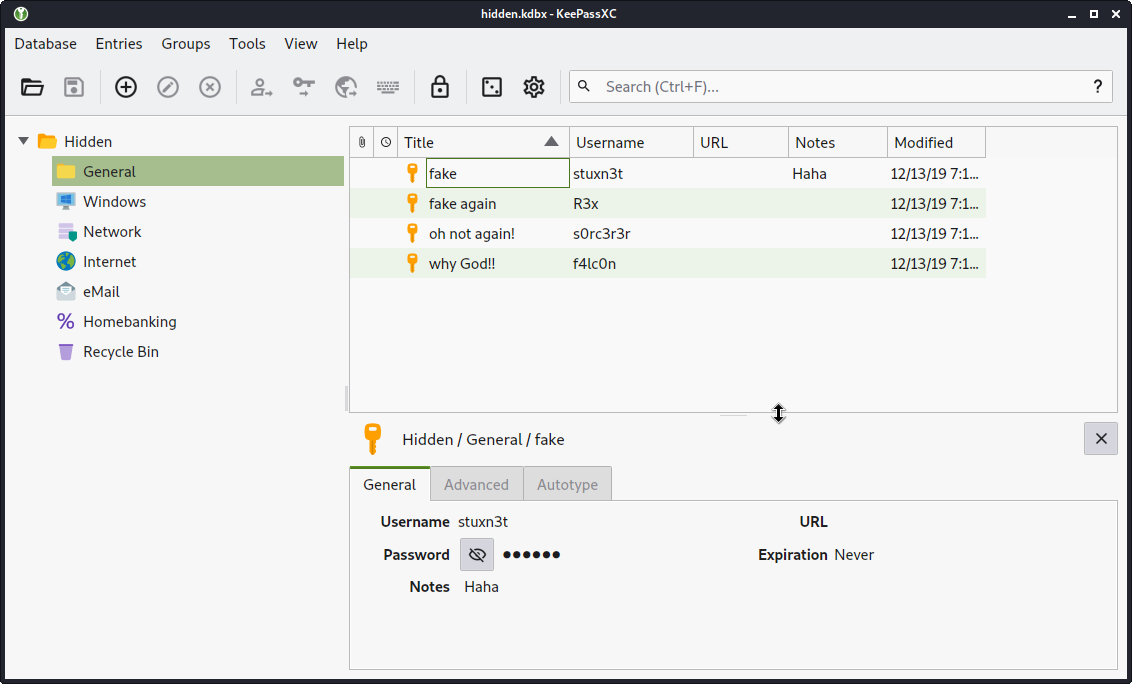 hidden.kdbx - KeePassXC
Database Entries Groups Tools View Help
Search (Ctrl+F)... ?
Hidden
General
Windows
Network
Internet
eMail
Homebanking
Recycle Bin
Title Username URL Notes Modified
fake stuxn3t Haha 12/13/19 7:1...
fake again R3x 12/13/19 7:1...
oh not again! s0rc3r3r 12/13/19 7:1...
why God!! f4lc0n 12/13/19 7:1...
Hidden / General / fake
General Advanced Autotype
Username stuxn3t URL
Password ●●●●●● Expiration Never
Notes Haha